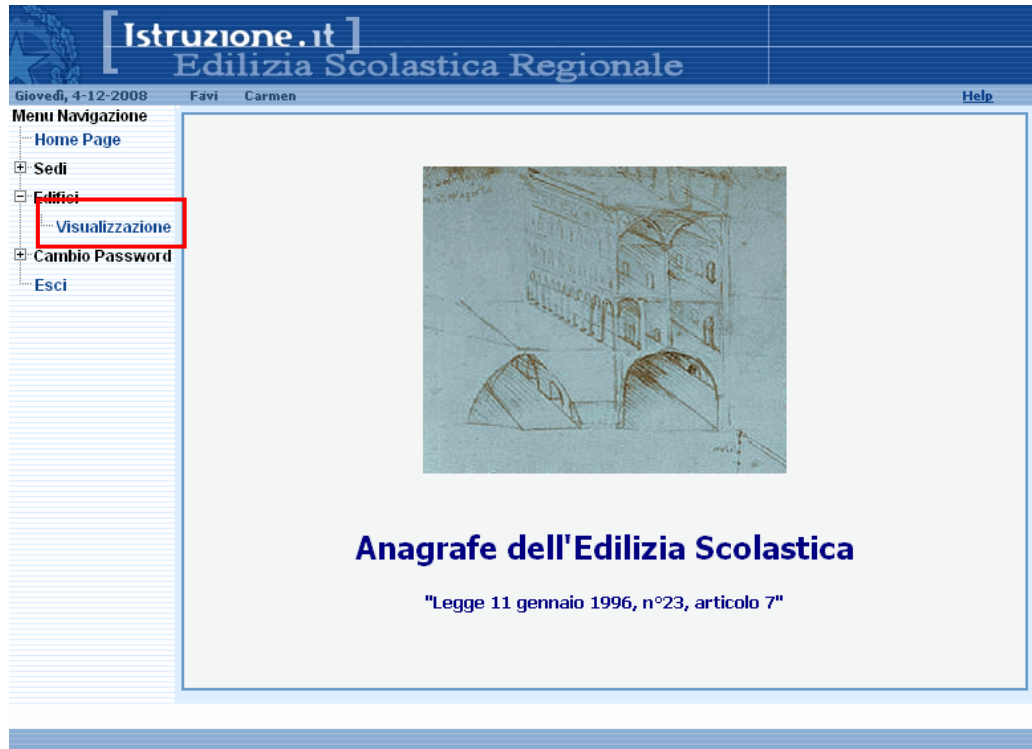 [Istruzione.it]
Edilizia Scolastica Regionale
Giovedì, 4-12-2008 Favi Carmen Help
Menu Navigazione
Home Page
Sedi
Edifici
Visualizzazione
Cambio Password
Esci
Anagrafe dell'Edilizia Scolastica
"Legge 11 gennaio 1996, n°23, articolo 7"